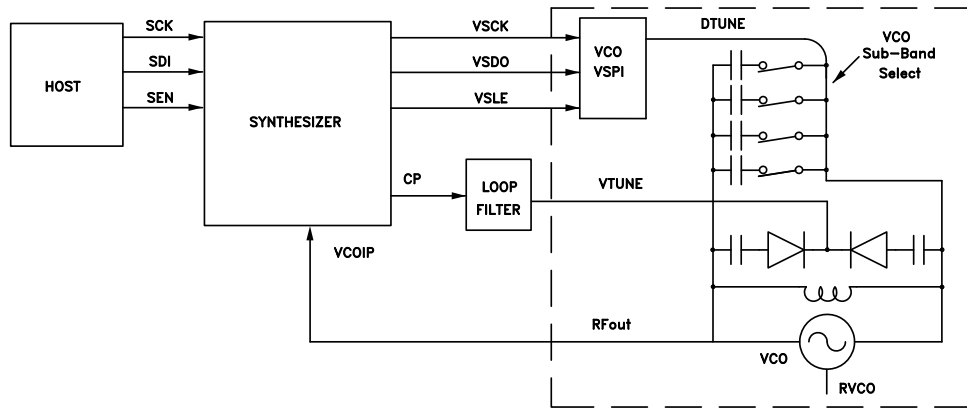 SCK
SDI
SEN
HOST
SYNTHESIZER
VSCK
VSDO
VSLE
VCO
VSPI
DTUNE
VCO
Sub-Band
Select
CP
LOOP
FILTER
VTUNE
VCOIP
RFout
VCO
RVCO